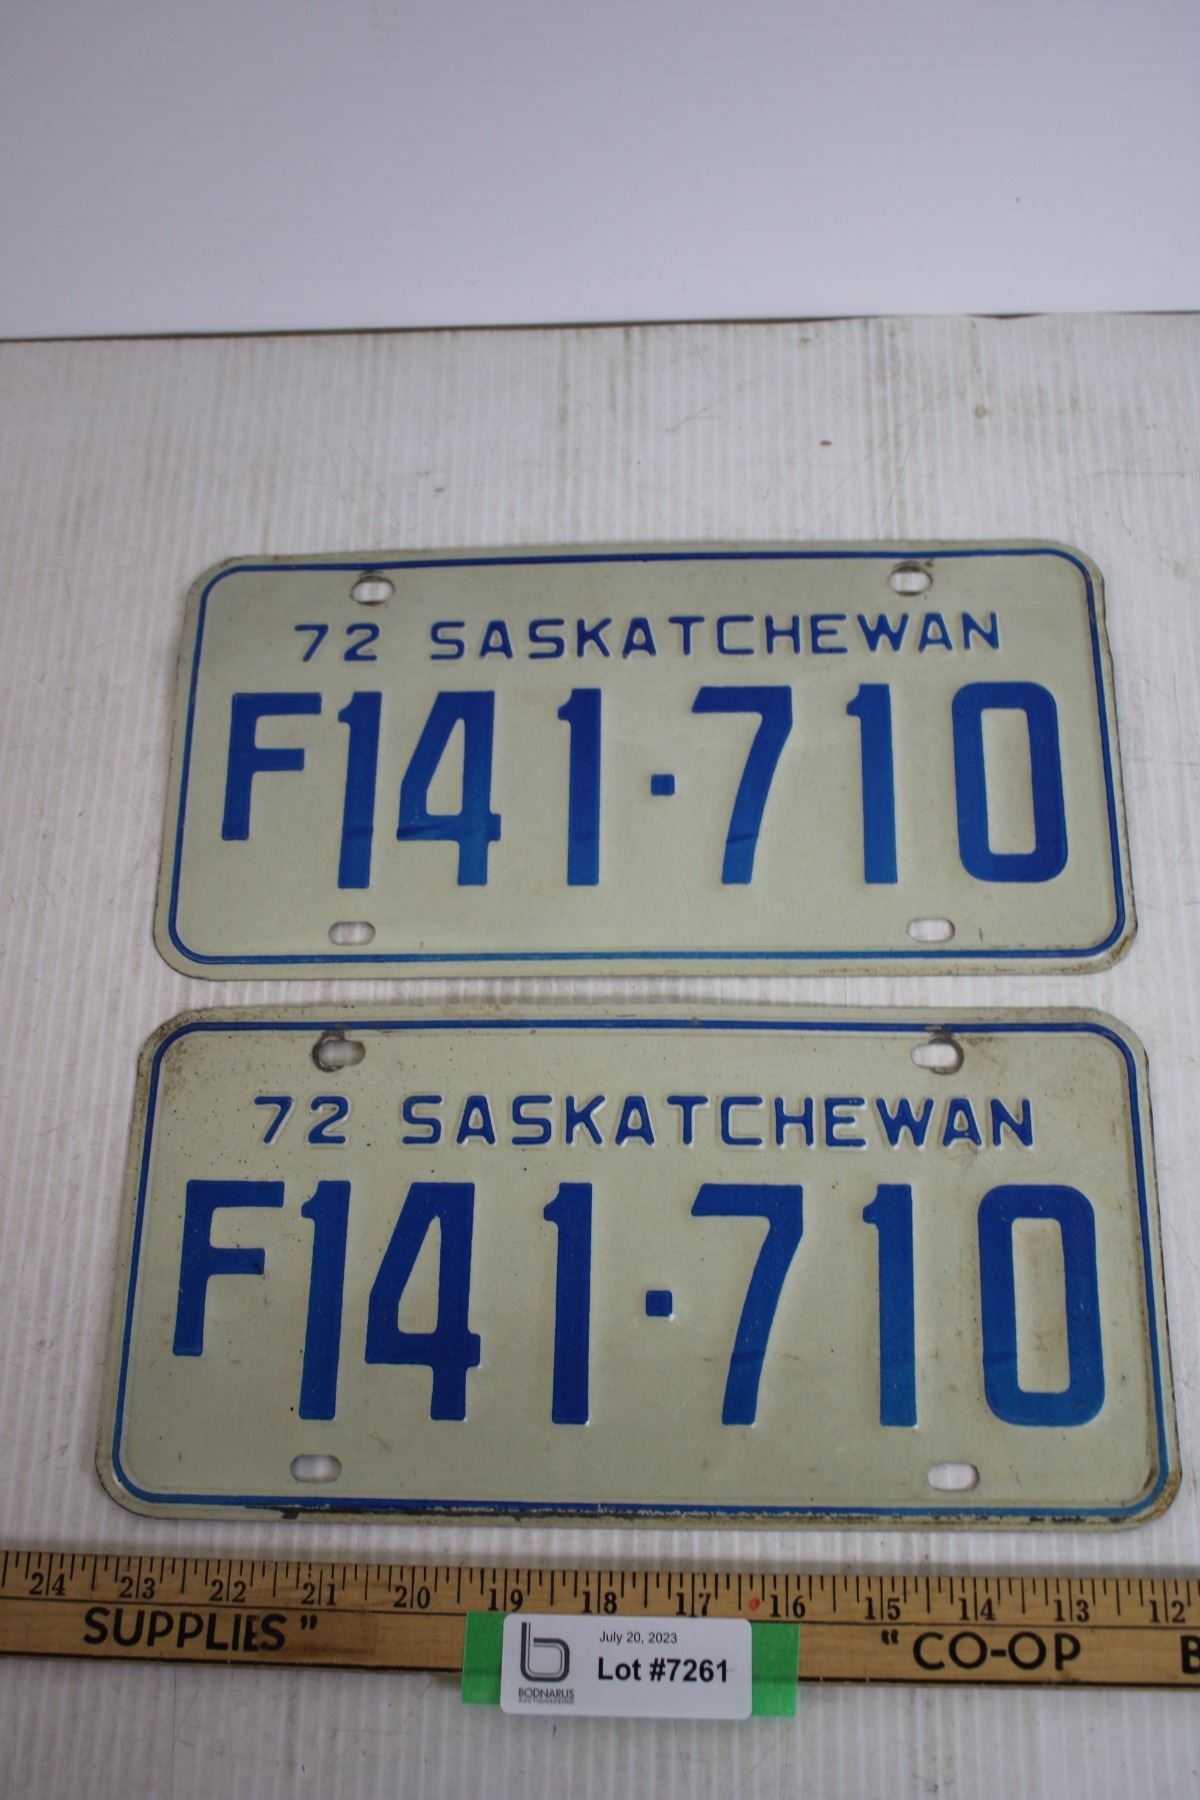 72 SASKATCHEWAN
F141·710
72 SASKATCHEWAN
F141·710
24 23 22 21 20 19 18 17 16 15 14 13 12
SUPPLIES" "CO-OP B
July 20, 2023
Lot #7261
BODNARUS
AUCTIONEERING